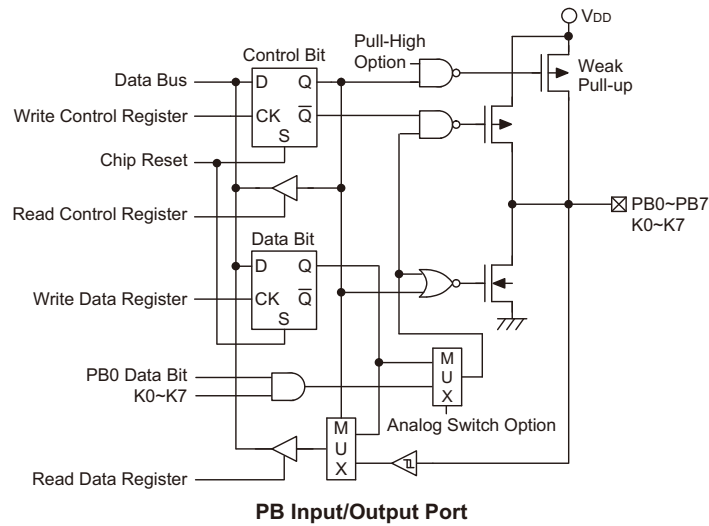 VDD
Pull-High
Option
Control Bit
Weak
Pull-up
Data Bus
D
Q
Write Control Register
CK
Q
S
Chip Reset
PB0~PB7
K0~K7
Read Control Register
Data Bit
D
Q
Write Data Register
CK
Q
S
PB0 Data Bit
K0~K7
M
U
X
Analog Switch Option
M
U
X
Read Data Register
PB Input/Output Port